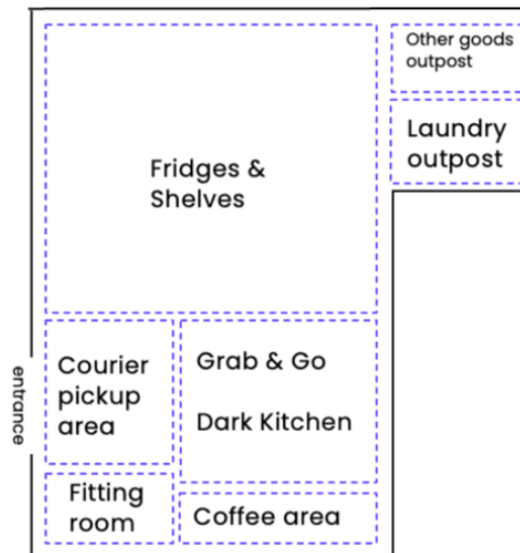 Other goods
outpost
Laundry
outpost
Fridges &
Shelves
entrance
Courier
pickup
area
Grab & Go
Dark Kitchen
Fitting
room
Coffee area